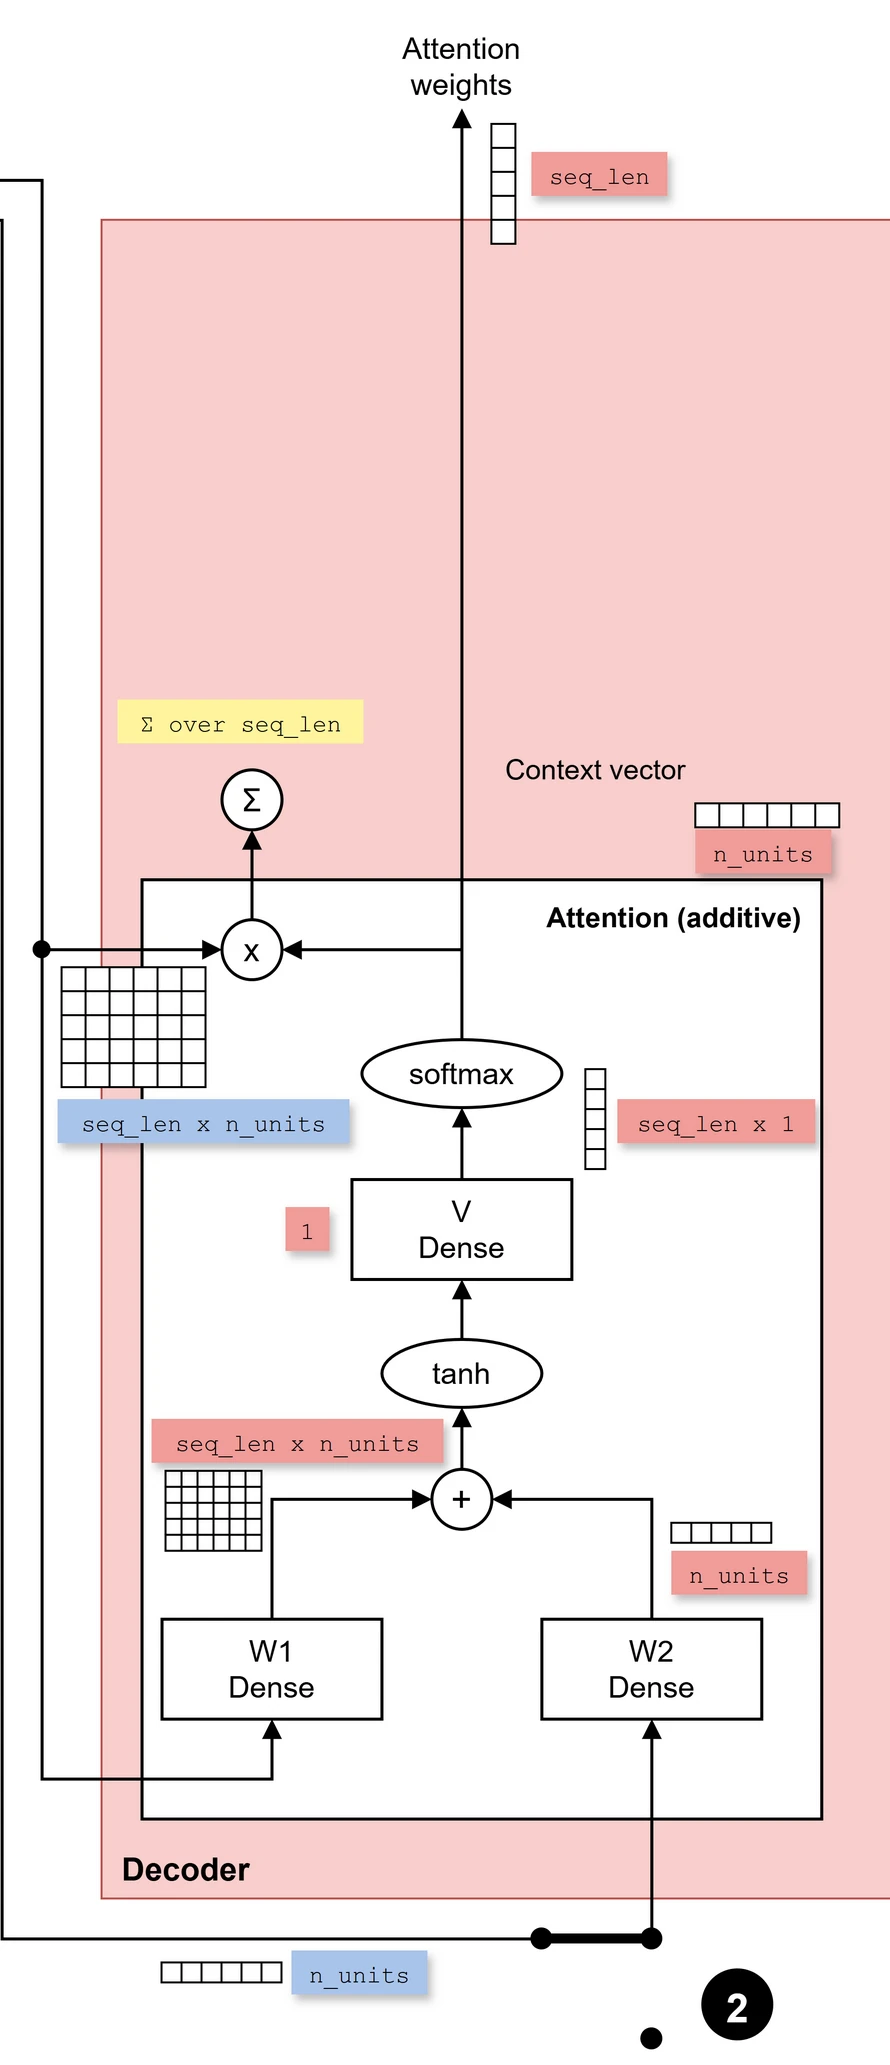 Attention
weights
seq_len
Σ over seq_len
Σ
Context vector
n_units
Attention (additive)
x
softmax
seq_len x n_units
seq_len x 1
V
Dense
1
tanh
seq_len x n_units
+
n_units
W1
Dense
W2
Dense
Decoder
n_units
2